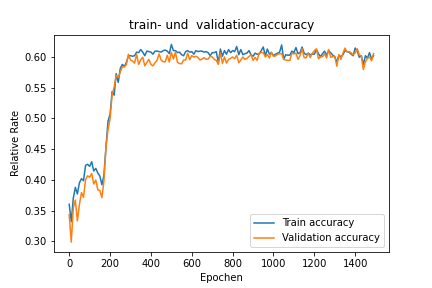 train- und  validation-accuracy
Relative Rate
0.60
0.55
0.50
0.45
0.40
0.35
0.30
0 200 400 600 800 1000 1200 1400
Epochen
Train accuracy
Validation accuracy